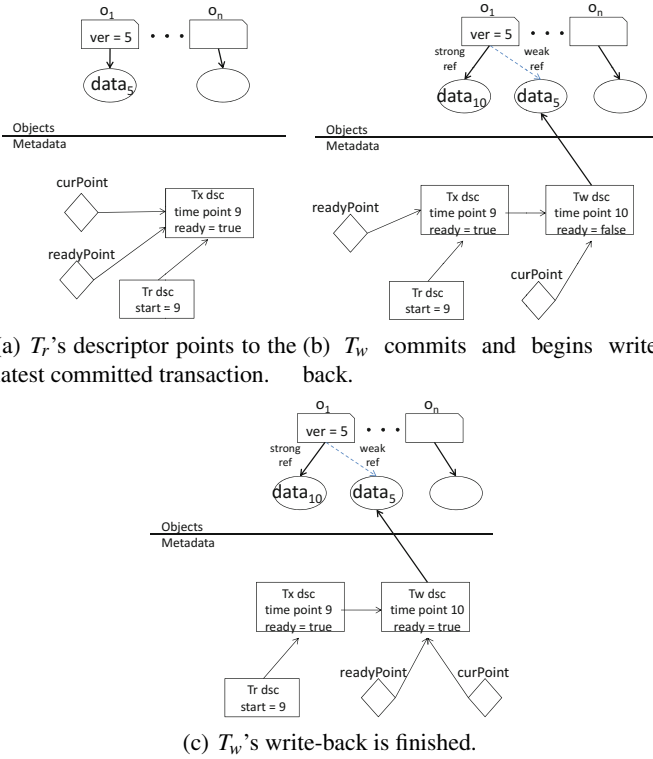 o1 on
ver = 5 • • •
data5
Objects
Metadata
curPoint
Tx dsc
time point 9
ready = true
readyPoint
Tr dsc
start = 9
o1 on
ver = 5 • • •
strong ref
weak ref
data10 data5
Objects
Metadata
readyPoint
Tx dsc
time point 9
ready = true
Tw dsc
time point 10
ready = false
curPoint
Tr dsc
start = 9
a) Tr's descriptor points to the
atest committed transaction.
(b) Tw commits and begins write
back.
o1 on
ver = 5 • • •
strong ref
weak ref
data10 data5
Objects
Metadata
Tx dsc
time point 9
ready = true
Tw dsc
time point 10
ready = true
readyPoint curPoint
Tr dsc
start = 9
(c) Tw's write-back is finished.